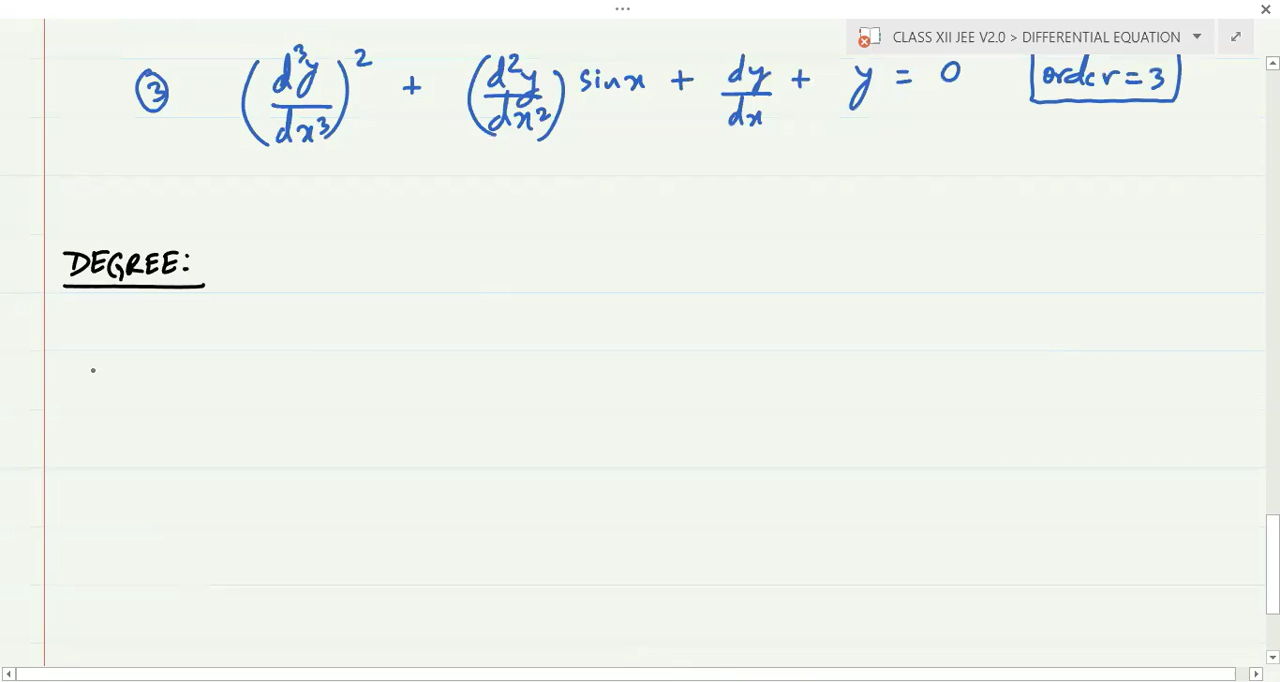 ...
CLASS XII JEE V2.0 > DIFFERENTIAL EQUATION
③ (d³y/dx³)² + (d²y/dx²) sinx + dy/dx + y = 0 order = 3
DEGREE: